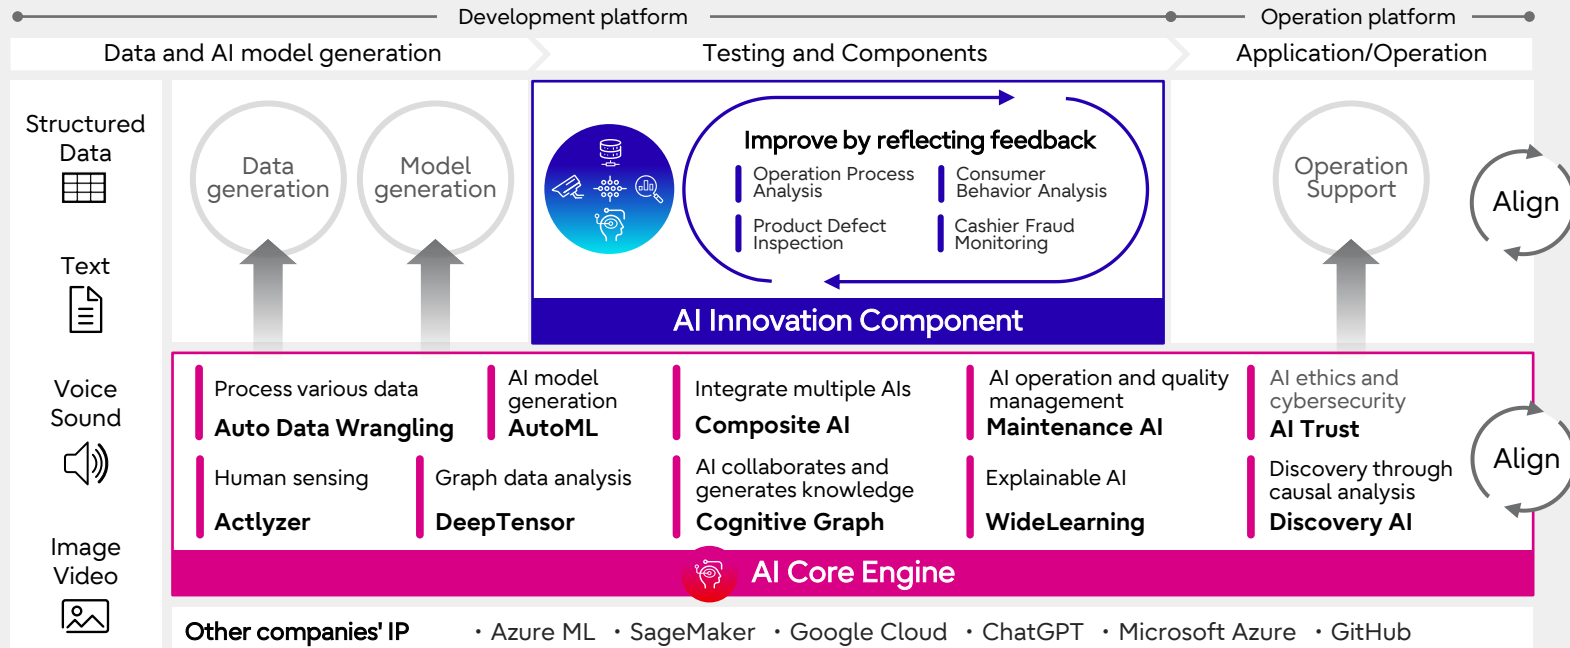 Development platform
Operation platform
Data and AI model generation
Testing and Components
Application/Operation
Structured
Data
Text
Voice
Sound
Image
Video
Data
generation
Model
generation
Improve by reflecting feedback
Operation Process
Analysis
Consumer
Behavior Analysis
Product Defect
Inspection
Cashier Fraud
Monitoring
AI Innovation Component
Operation
Support
Align
Process various data
Auto Data Wrangling
AI model
generation
AutoML
Integrate multiple AIs
Composite AI
AI operation and quality
management
Maintenance AI
AI ethics and
cybersecurity
AI Trust
Human sensing
Actlyzer
Graph data analysis
DeepTensor
AI collaborates and
generates knowledge
Cognitive Graph
Explainable AI
WideLearning
Discovery through
causal analysis
Discovery AI
Align
AI Core Engine
Other companies' IP
・Azure ML ・SageMaker ・Google Cloud ・ChatGPT ・Microsoft Azure ・GitHub